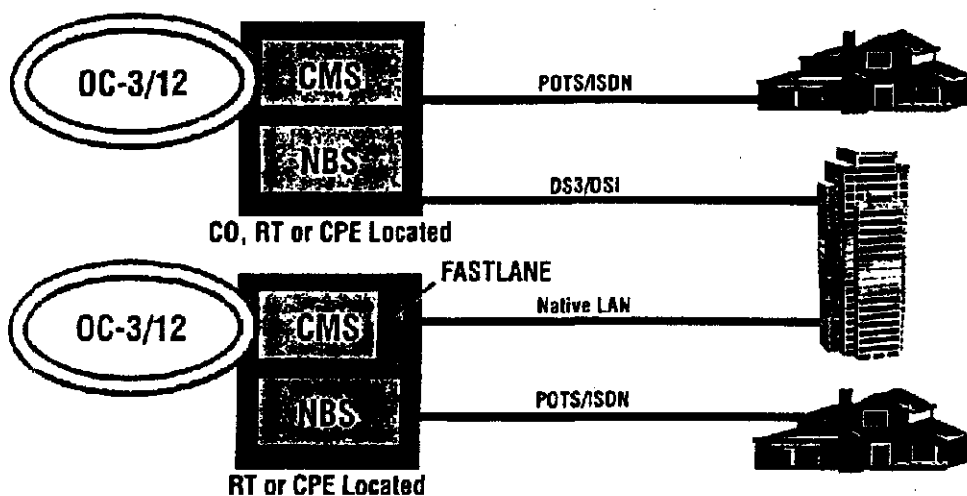 OC-3/12
CMS
POTS/ISDN
NBS
DS3/DSI
CO, RT or CPE Located
FASTLANE
OC-3/12
CMS
Native LAN
NBS
POTS/ISDN
RT or CPE Located